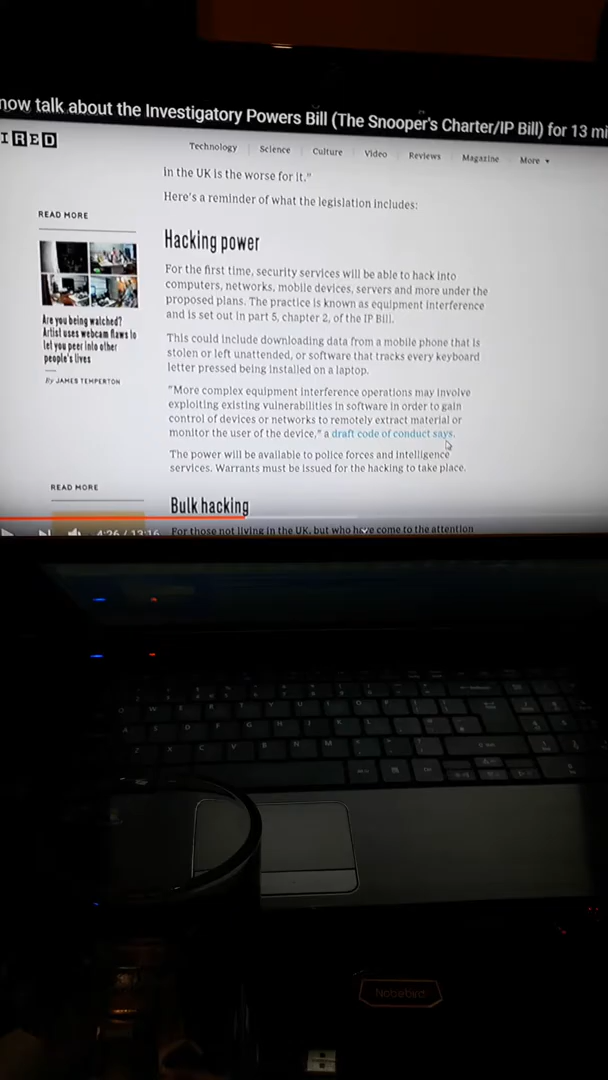 now talk about the Investigatory Powers Bill (The Snooper's Charter/IP Bill) for 13 mi
IRED
Technology Science Culture Video Reviews Magazine More
in the UK is the worse for it."
Here's a reminder of what the legislation includes:
READ MORE
Are you being watched?
Artist uses webcam flaws to
let you peer into other
people's lives
By JAMES TEMPERTON
Hacking power
For the first time, security services will be able to hack into
computers, networks, mobile devices, servers and more under the
proposed plans. The practice is known as equipment interference
and is set out in part 5, chapter 2, of the IP Bill.
This could include downloading data from a mobile phone that is
stolen or left unattended, or software that tracks every keyboard
letter pressed being installed on a laptop.
"More complex equipment interference operations may involve
exploiting existing vulnerabilities in software in order to gain
control of devices or networks to remotely extract material or
monitor the user of the device," a draft code of conduct says.
The power will be available to police forces and intelligence
services. Warrants must be issued for the hacking to take place.
READ MORE
Bulk hacking
For those not living in the UK, but who have come to the attention
4:26 / 13:16
Nobebird